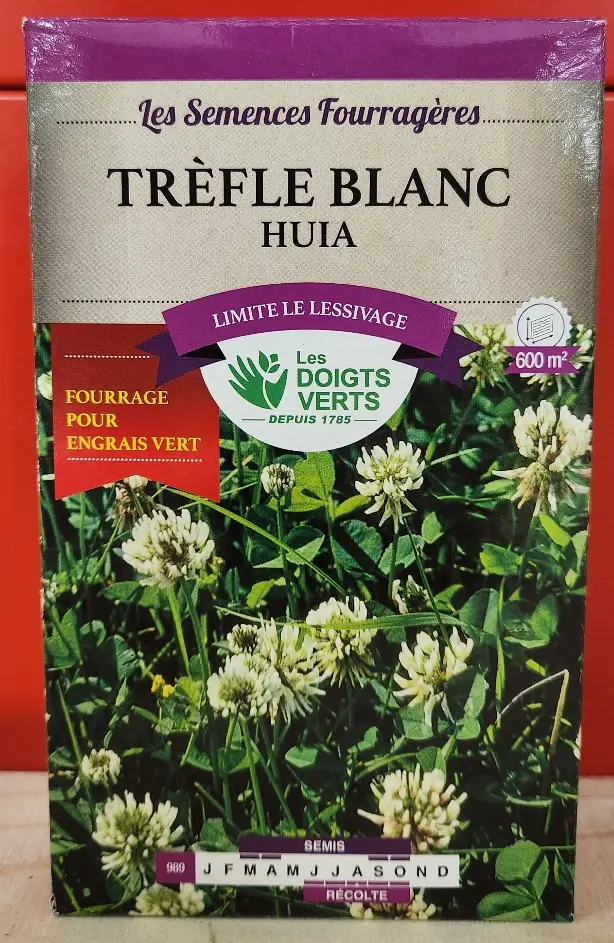 Les Semences Fourragères
TRÈFLE BLANC
HUIA
LIMITE LE LESSIVAGE
600 m²
Les
DOIGTS
VERTS
DEPUIS 1785
FOURRAGE
POUR
ENGRAIS VERT
SEMIS
989 J F M A M J J A S O N D
RÉCOLTE